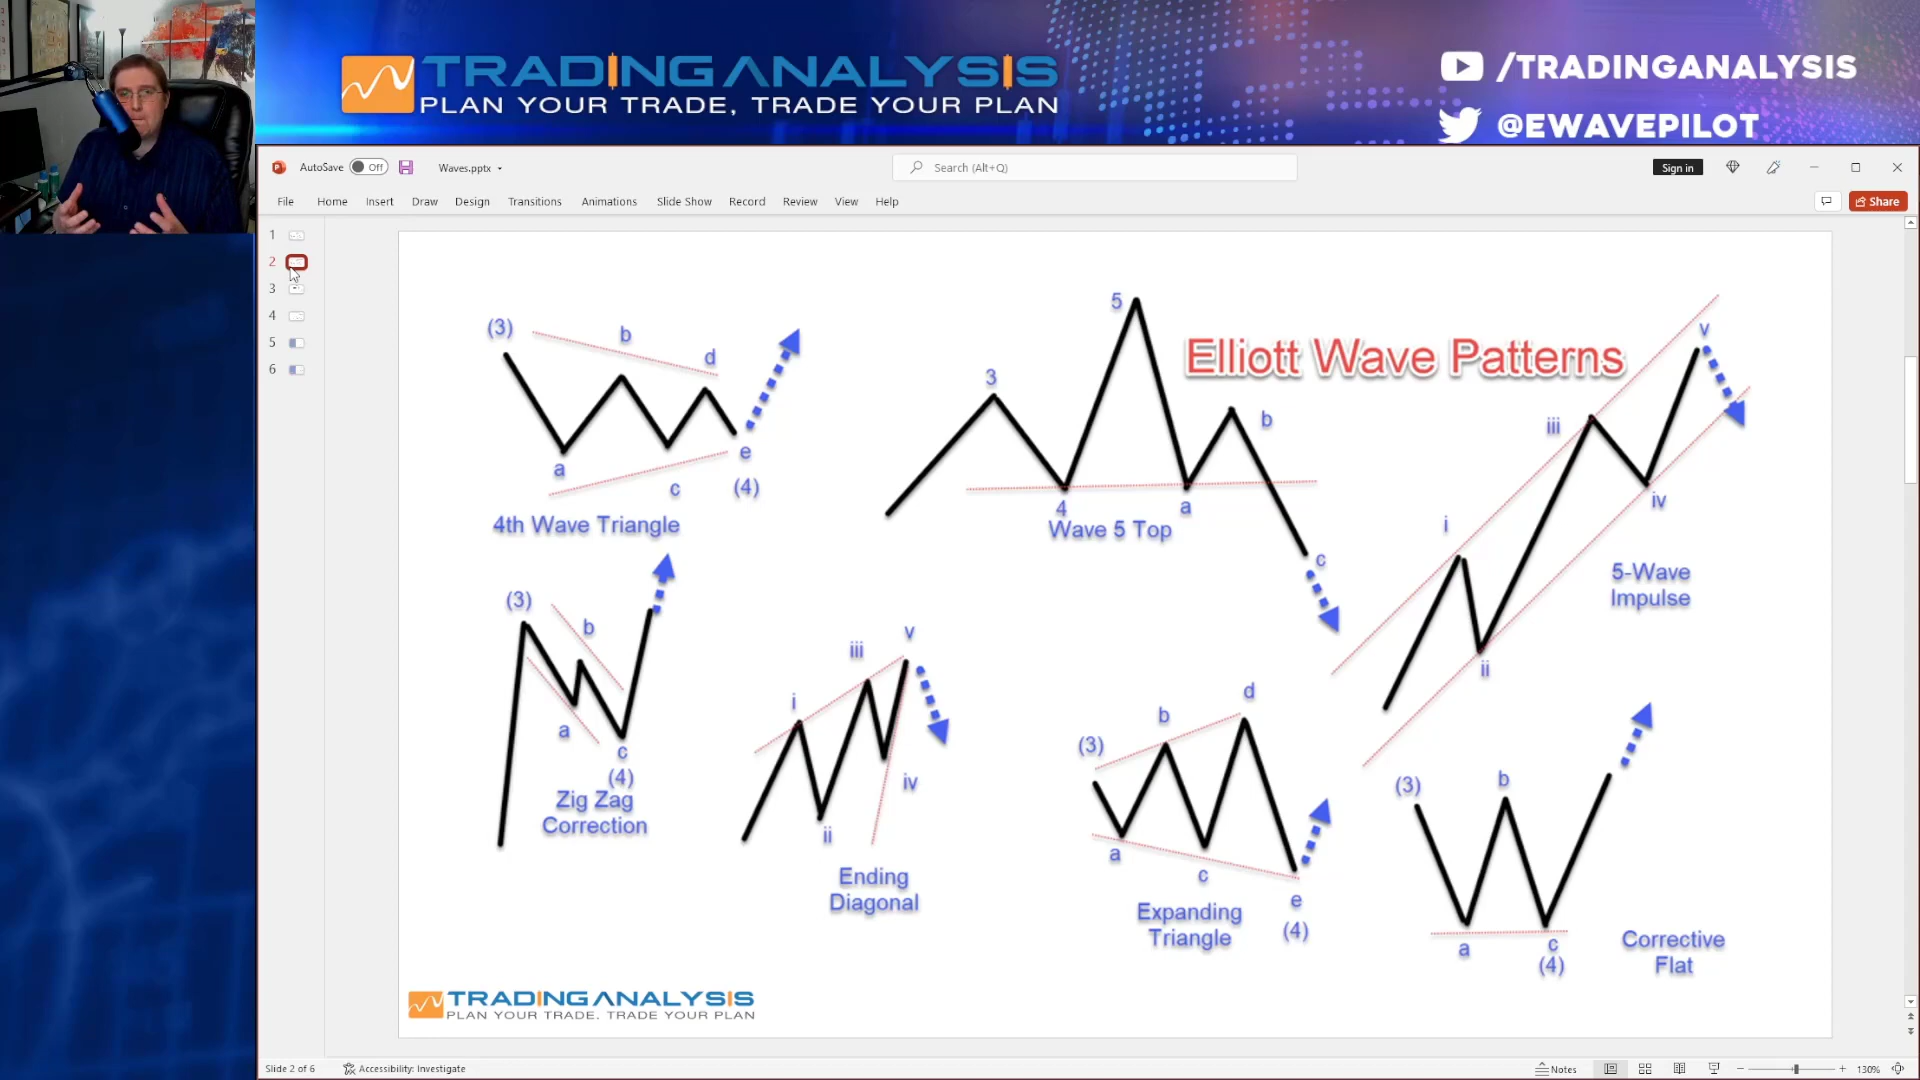 TRADINGANALYSIS
PLAN YOUR TRADE, TRADE YOUR PLAN
/TRADINGANALYSIS
@EWAVEPILOT
AutoSave Off Waves.pptx Search (Alt+Q) Sign in
File Home Insert Draw Design Transitions Animations Slide Show Record Review View Help Share
1
2
3
4
5
6
Elliott Wave Patterns
(3) b d
a c e
(4)
4th Wave Triangle
3 5 b
4 a c
Wave 5 Top
i iii v
ii iv
5-Wave
Impulse
(3) b
a c
(4)
Zig Zag
Correction
i iii v
ii iv
Ending
Diagonal
(3) b d
a c e
(4)
Expanding
Triangle
(3) b
a c
(4)
Corrective
Flat
TRADINGANALYSIS
PLAN YOUR TRADE. TRADE YOUR PLAN
Slide 2 of 6 Accessibility: Investigate Notes 130%